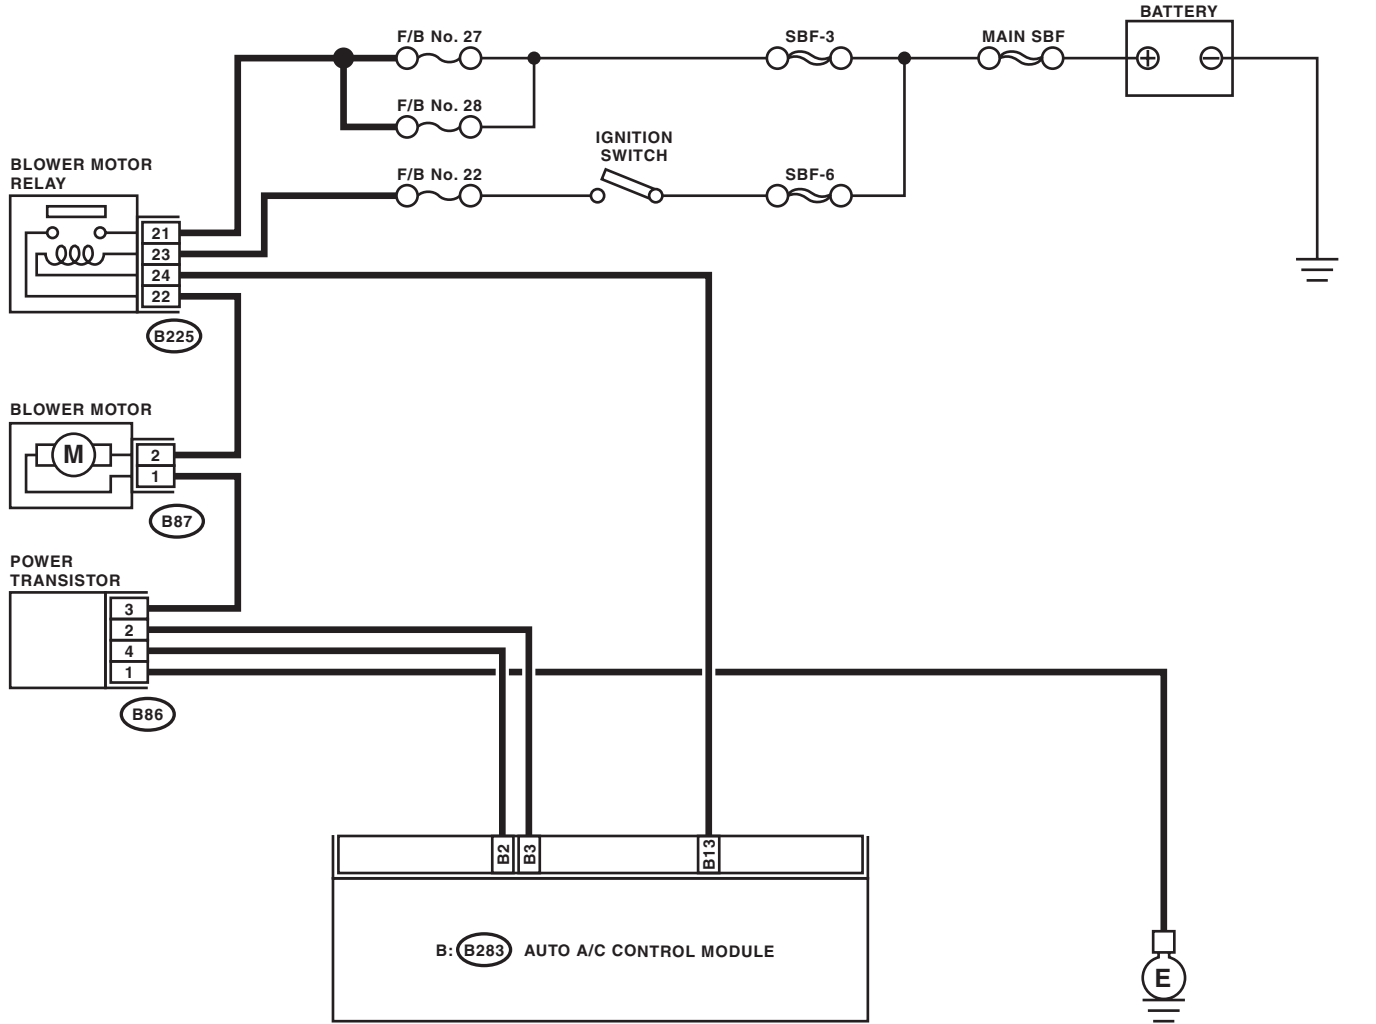 BATTERY
F/B No. 27
SBF-3
MAIN SBF
F/B No. 28
IGNITION
SWITCH
F/B No. 22
SBF-6
BLOWER MOTOR
RELAY
21
23
24
22
B225
BLOWER MOTOR
M
2
1
B87
POWER
TRANSISTOR
3
2
4
1
B86
B2
B3
B13
B: B283 AUTO A/C CONTROL MODULE
E